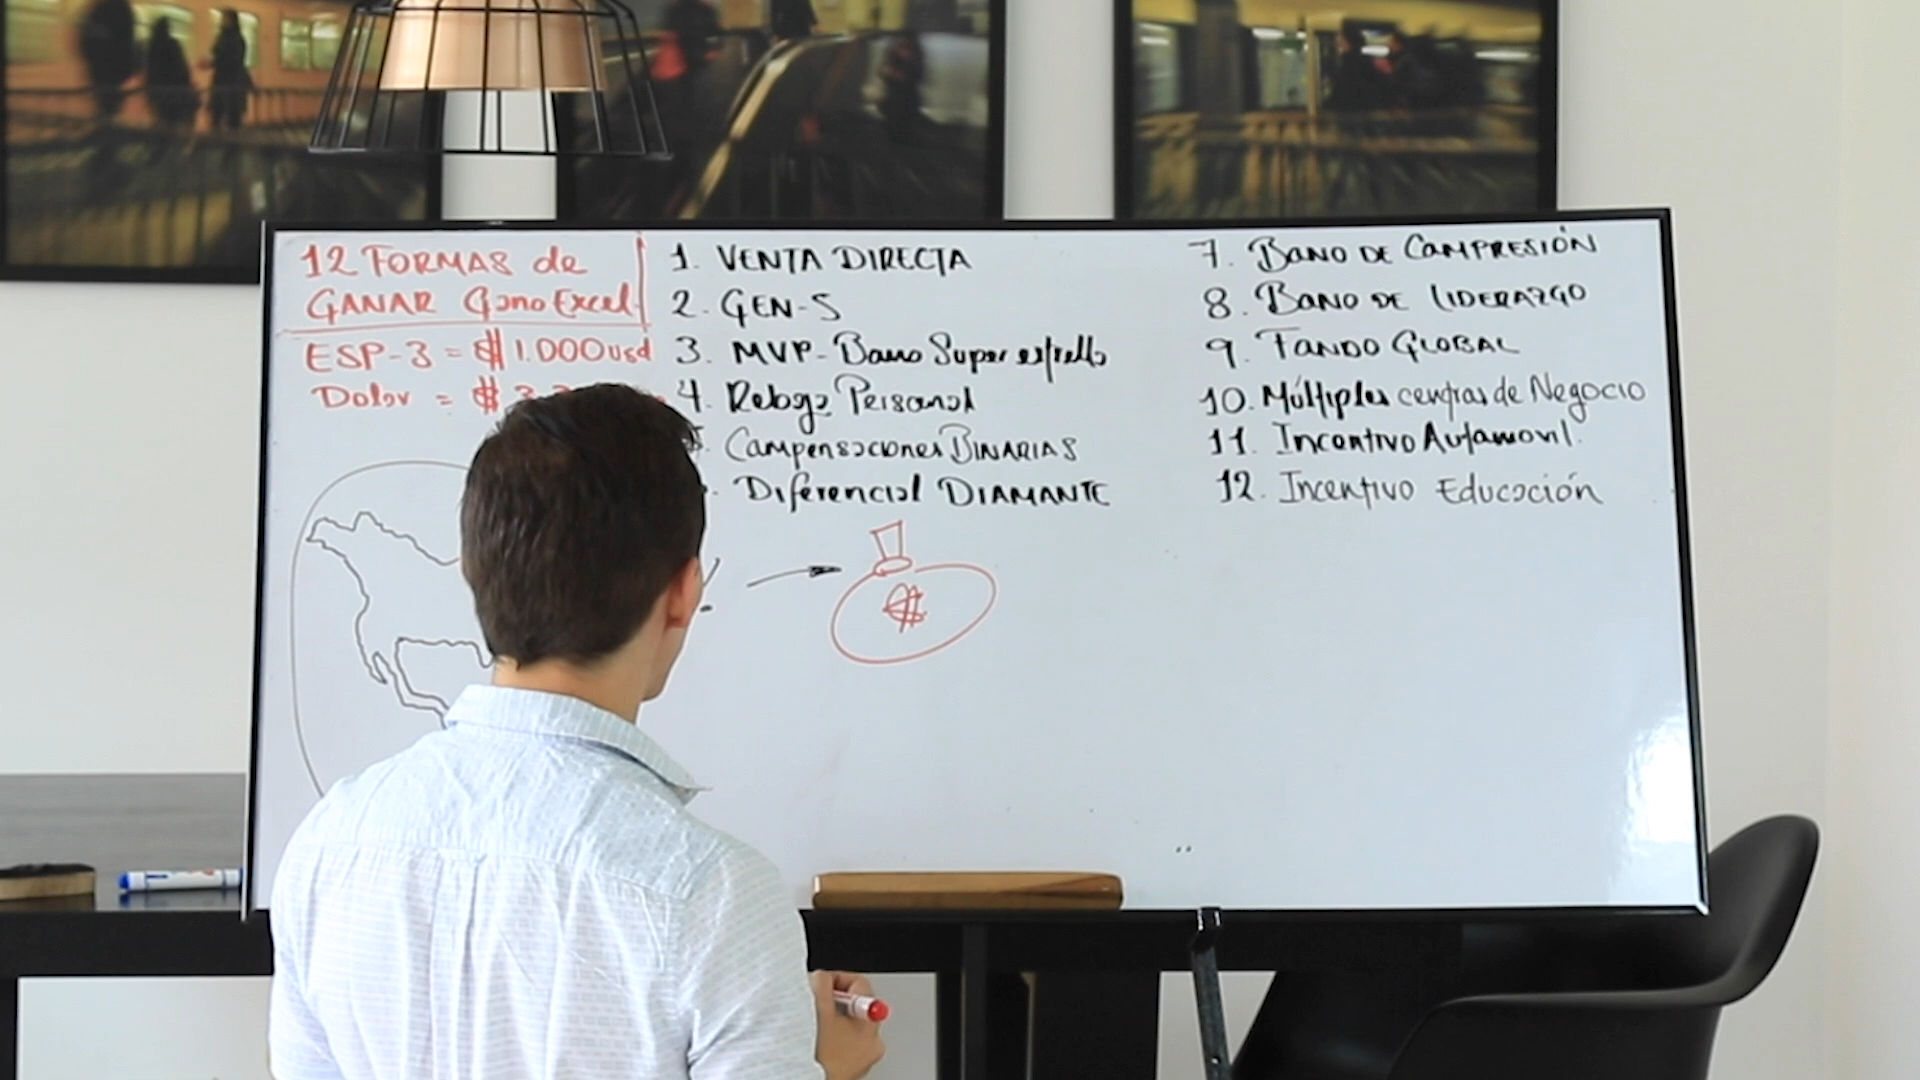 12 FORMAS de
GANAR Gano Excel
ESP-3 = $ 1.000 usd
Dolar = $
1. VENTA DIRECTA
2. GEN-5
3. MVP - Bono Super estrella
4. Rebaja Personal
Compensaciones BINARIAS
Diferencial DIAMANTE
$
7. BONO DE COMPRESIÓN
8. BONO DE LIDERAZGO
9. FONDO GLOBAL
10. Múltiples centros de Negocio
11. Incentivo Automovil.
12. Incentivo Educación